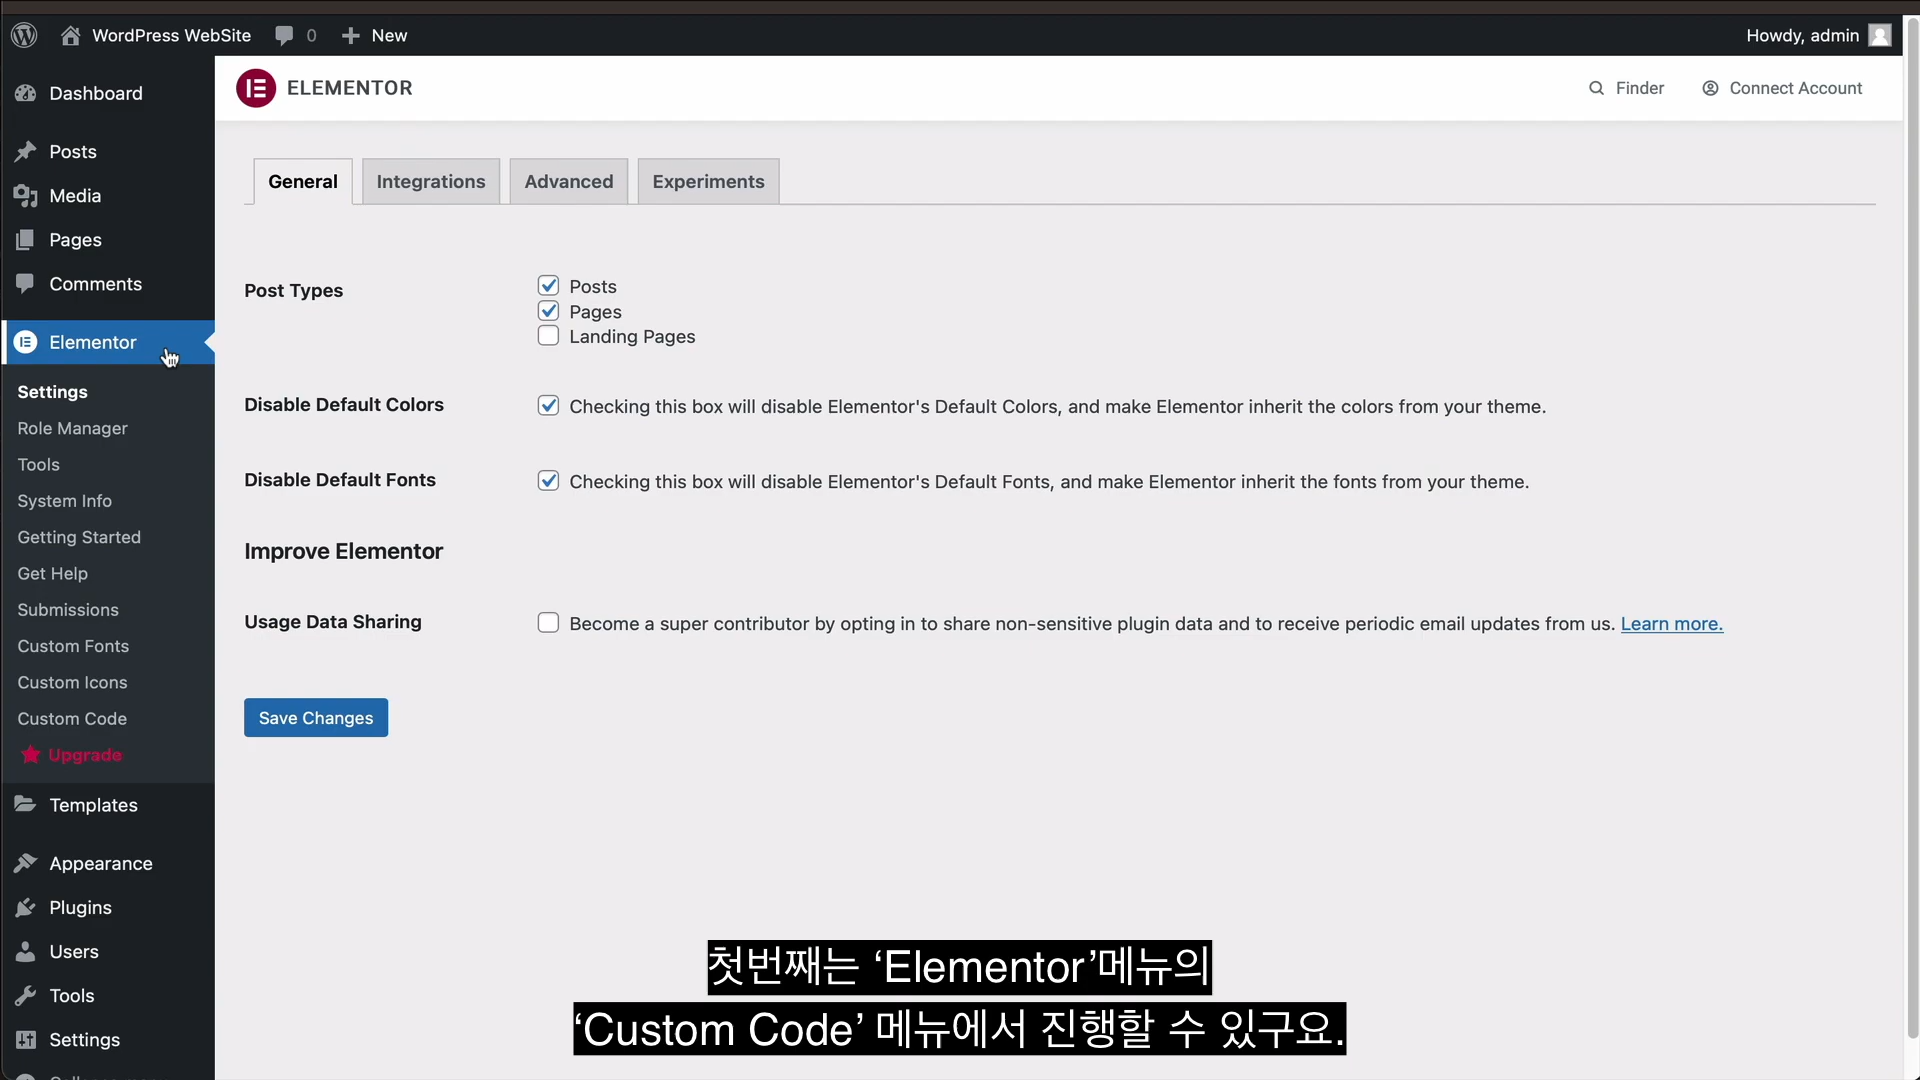 WordPress WebSite
0
New
Howdy, admin
Dashboard
Posts
Media
Pages
Comments
Elementor
Settings
Role Manager
Tools
System Info
Getting Started
Get Help
Submissions
Custom Fonts
Custom Icons
Custom Code
Upgrade
Templates
Appearance
Plugins
Users
Tools
Settings
ELEMENTOR
Finder
Connect Account
General
Integrations
Advanced
Experiments
Post Types
Posts
Pages
Landing Pages
Disable Default Colors
Checking this box will disable Elementor's Default Colors, and make Elementor inherit the colors from your theme.
Disable Default Fonts
Checking this box will disable Elementor's Default Fonts, and make Elementor inherit the fonts from your theme.
Improve Elementor
Usage Data Sharing
Become a super contributor by opting in to share non-sensitive plugin data and to receive periodic email updates from us. Learn more.
Save Changes
첫번째는 ‘Elementor’메뉴의
‘Custom Code’ 메뉴에서 진행할 수 있구요.